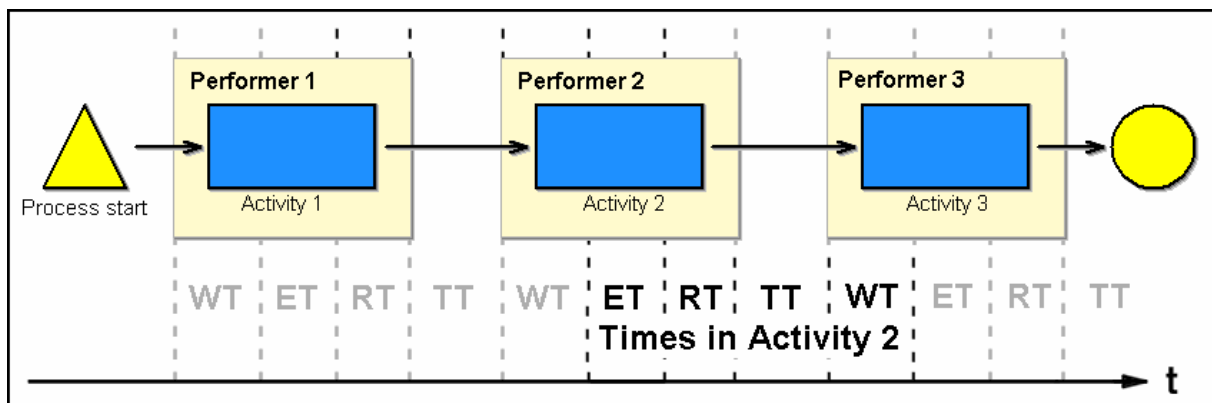 Performer 1
Performer 2
Performer 3
Process start
Activity 1
Activity 2
Activity 3
WT ET RT TT WT ET RT TT WT ET RT TT
Times in Activity 2
t